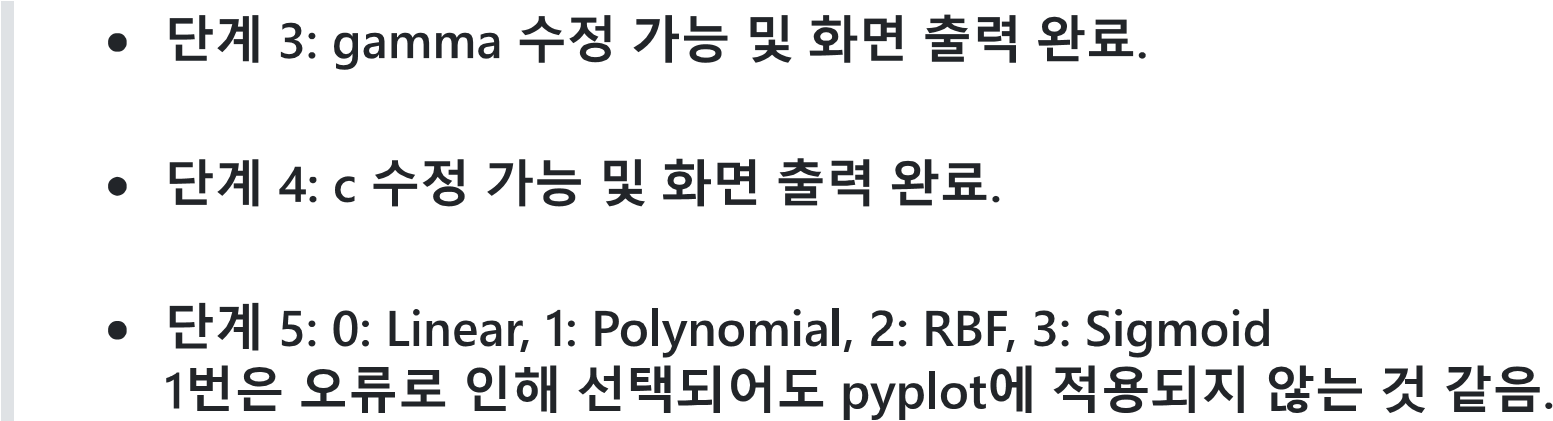 • 단계 3: gamma 수정 가능 및 화면 출력 완료.
• 단계 4: c 수정 가능 및 화면 출력 완료.
• 단계 5: 0: Linear, 1: Polynomial, 2: RBF, 3: Sigmoid
1번은 오류로 인해 선택되어도 pyplot에 적용되지 않는 것 같음.